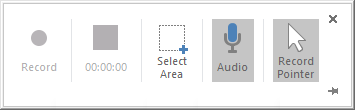 Record
00:00:00
Select
Area
Audio
Record
Pointer